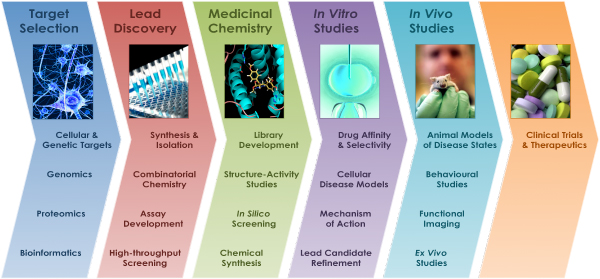 Target
Selection
Cellular &
Genetic Targets
Genomics
Proteomics
Bioinformatics
Lead
Discovery
Synthesis &
Isolation
Combinatorial
Chemistry
Assay
Development
High-throughput
Screening
Medicinal
Chemistry
Library
Development
Structure-Activity
Studies
In Silico
Screening
Chemical
Synthesis
In Vitro
Studies
Drug Affinity
& Selectivity
Cellular
Disease Models
Mechanism
of Action
Lead Candidate
Refinement
In Vivo
Studies
Animal Models
of Disease States
Behavioural
Studies
Functional
Imaging
Ex Vivo
Studies
Clinical Trials
& Therapeutics